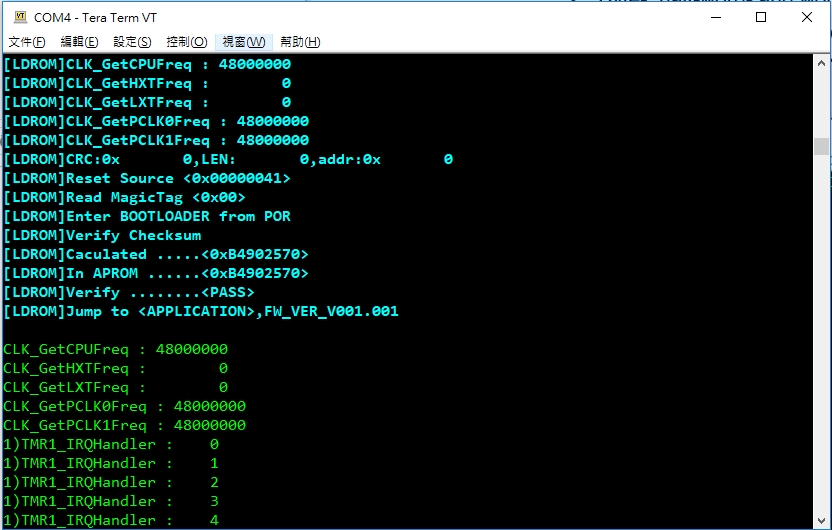 COM4 - Tera Term VT
文件(F) 編輯(E) 設定(S) 控制(O) 視窗(W) 幫助(H)
[LDROM]CLK_GetCPUFreq : 48000000
[LDROM]CLK_GetHXTFreq :        0
[LDROM]CLK_GetLXTFreq :        0
[LDROM]CLK_GetPCLK0Freq : 48000000
[LDROM]CLK_GetPCLK1Freq : 48000000
[LDROM]CRC:0x       0,LEN:       0,addr:0x       0
[LDROM]Reset Source <0x00000041>
[LDROM]Read MagicTag <0x00>
[LDROM]Enter BOOTLOADER from POR
[LDROM]Verify Checksum
[LDROM]Caculated .....<0xB4902570>
[LDROM]In APROM ......<0xB4902570>
[LDROM]Verify ........<PASS>
[LDROM]Jump to <APPLICATION>,FW_VER_V001.001
CLK_GetCPUFreq : 48000000
CLK_GetHXTFreq :        0
CLK_GetLXTFreq :        0
CLK_GetPCLK0Freq : 48000000
CLK_GetPCLK1Freq : 48000000
1)TMR1_IRQHandler :    0
1)TMR1_IRQHandler :    1
1)TMR1_IRQHandler :    2
1)TMR1_IRQHandler :    3
1)TMR1_IRQHandler :    4